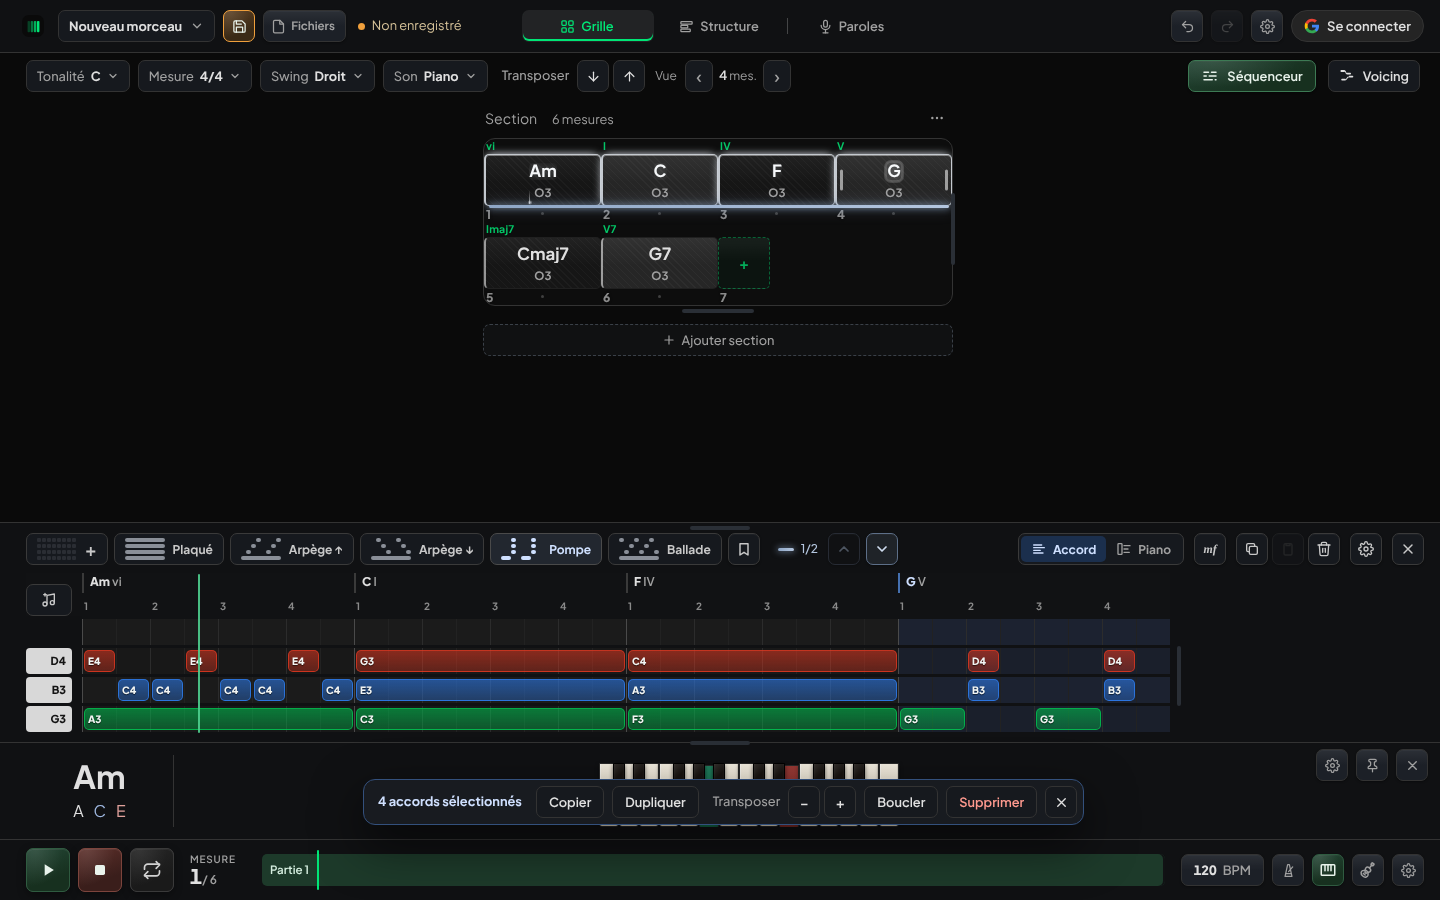 Nouveau morceau Fichiers Non enregistré Grille Structure Paroles Se connecter
Tonalité C Mesure 4/4 Swing Droit Son Piano Transposer ↓ ↑ Vue ‹ 4 mes. › Séquenceur Voicing
Section 6 mesures ...
vi I IV V
Am C F G
O3 O3 O3 O3
1 2 3 4
Imaj7 V7
Cmaj7 G7 +
O3 O3
5 6 7
+ Ajouter section
+ Plaqué Arpège ↑ Arpège ↓ Pompe Ballade 1/2 Accord Piano mf
Am vi C I F IV G V
1 2 3 4 1 2 3 4 1 2 3 4 1 2 3 4
D4 E4 E4 E4 G3 C4 D4 D4
B3 C4 C4 C4 C4 C4 E3 A3 B3 B3
G3 A3 C3 F3 G3 G3
Am
A C E
4 accords sélectionnés Copier Dupliquer Transposer – + Boucler Supprimer ✕
MESURE
1/6
Partie 1
120 BPM